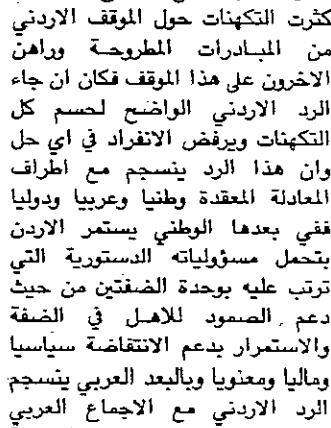 كثرت التكهنات حول الموقف الاردني
من المبادرات المطروحة وراهن
الاخرون على هذا الموقف فكان ان جاء
الرد الاردني الواضح لحسم كل
التكهنات ويرفض الانفراد في اي حل
وان هذا الرد ينسجم مع اطراف
المعادلة المعقدة وطنيا وعربيا ودوليا
ففي بعدها الوطني يستمر الاردن
بتحمل مسؤولياته الدستورية التي
ترتب عليه بوحدة الضفتين من حيث
دعم الصمود للاهل في الضفة
والاستمرار بدعم الانتفاضة سياسيا
وماليا ومعنويا وبالبعد العربي ينسجم
الرد الاردني مع الاجماع العربي